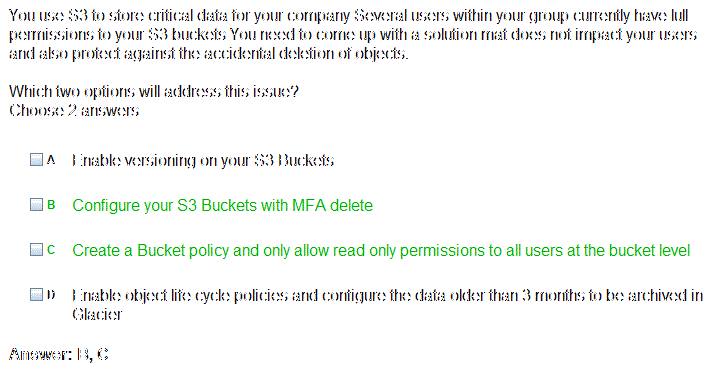 You use S3 to store critical data for your company Several users within your group currently have lull
permissions to your S3 buckets You need to come up with a solution mat does not impact your users
and also protect against the accidental deletion of objects.
Which two options will address this issue?
Choose 2 answers
A Enable versioning on your S3 Buckets
B Configure your S3 Buckets with MFA delete
C Create a Bucket policy and only allow read only permissions to all users at the bucket level
D Enable object life cycle policies and configure the data older than 3 months to be archived in
Glacier
Answer: B, C